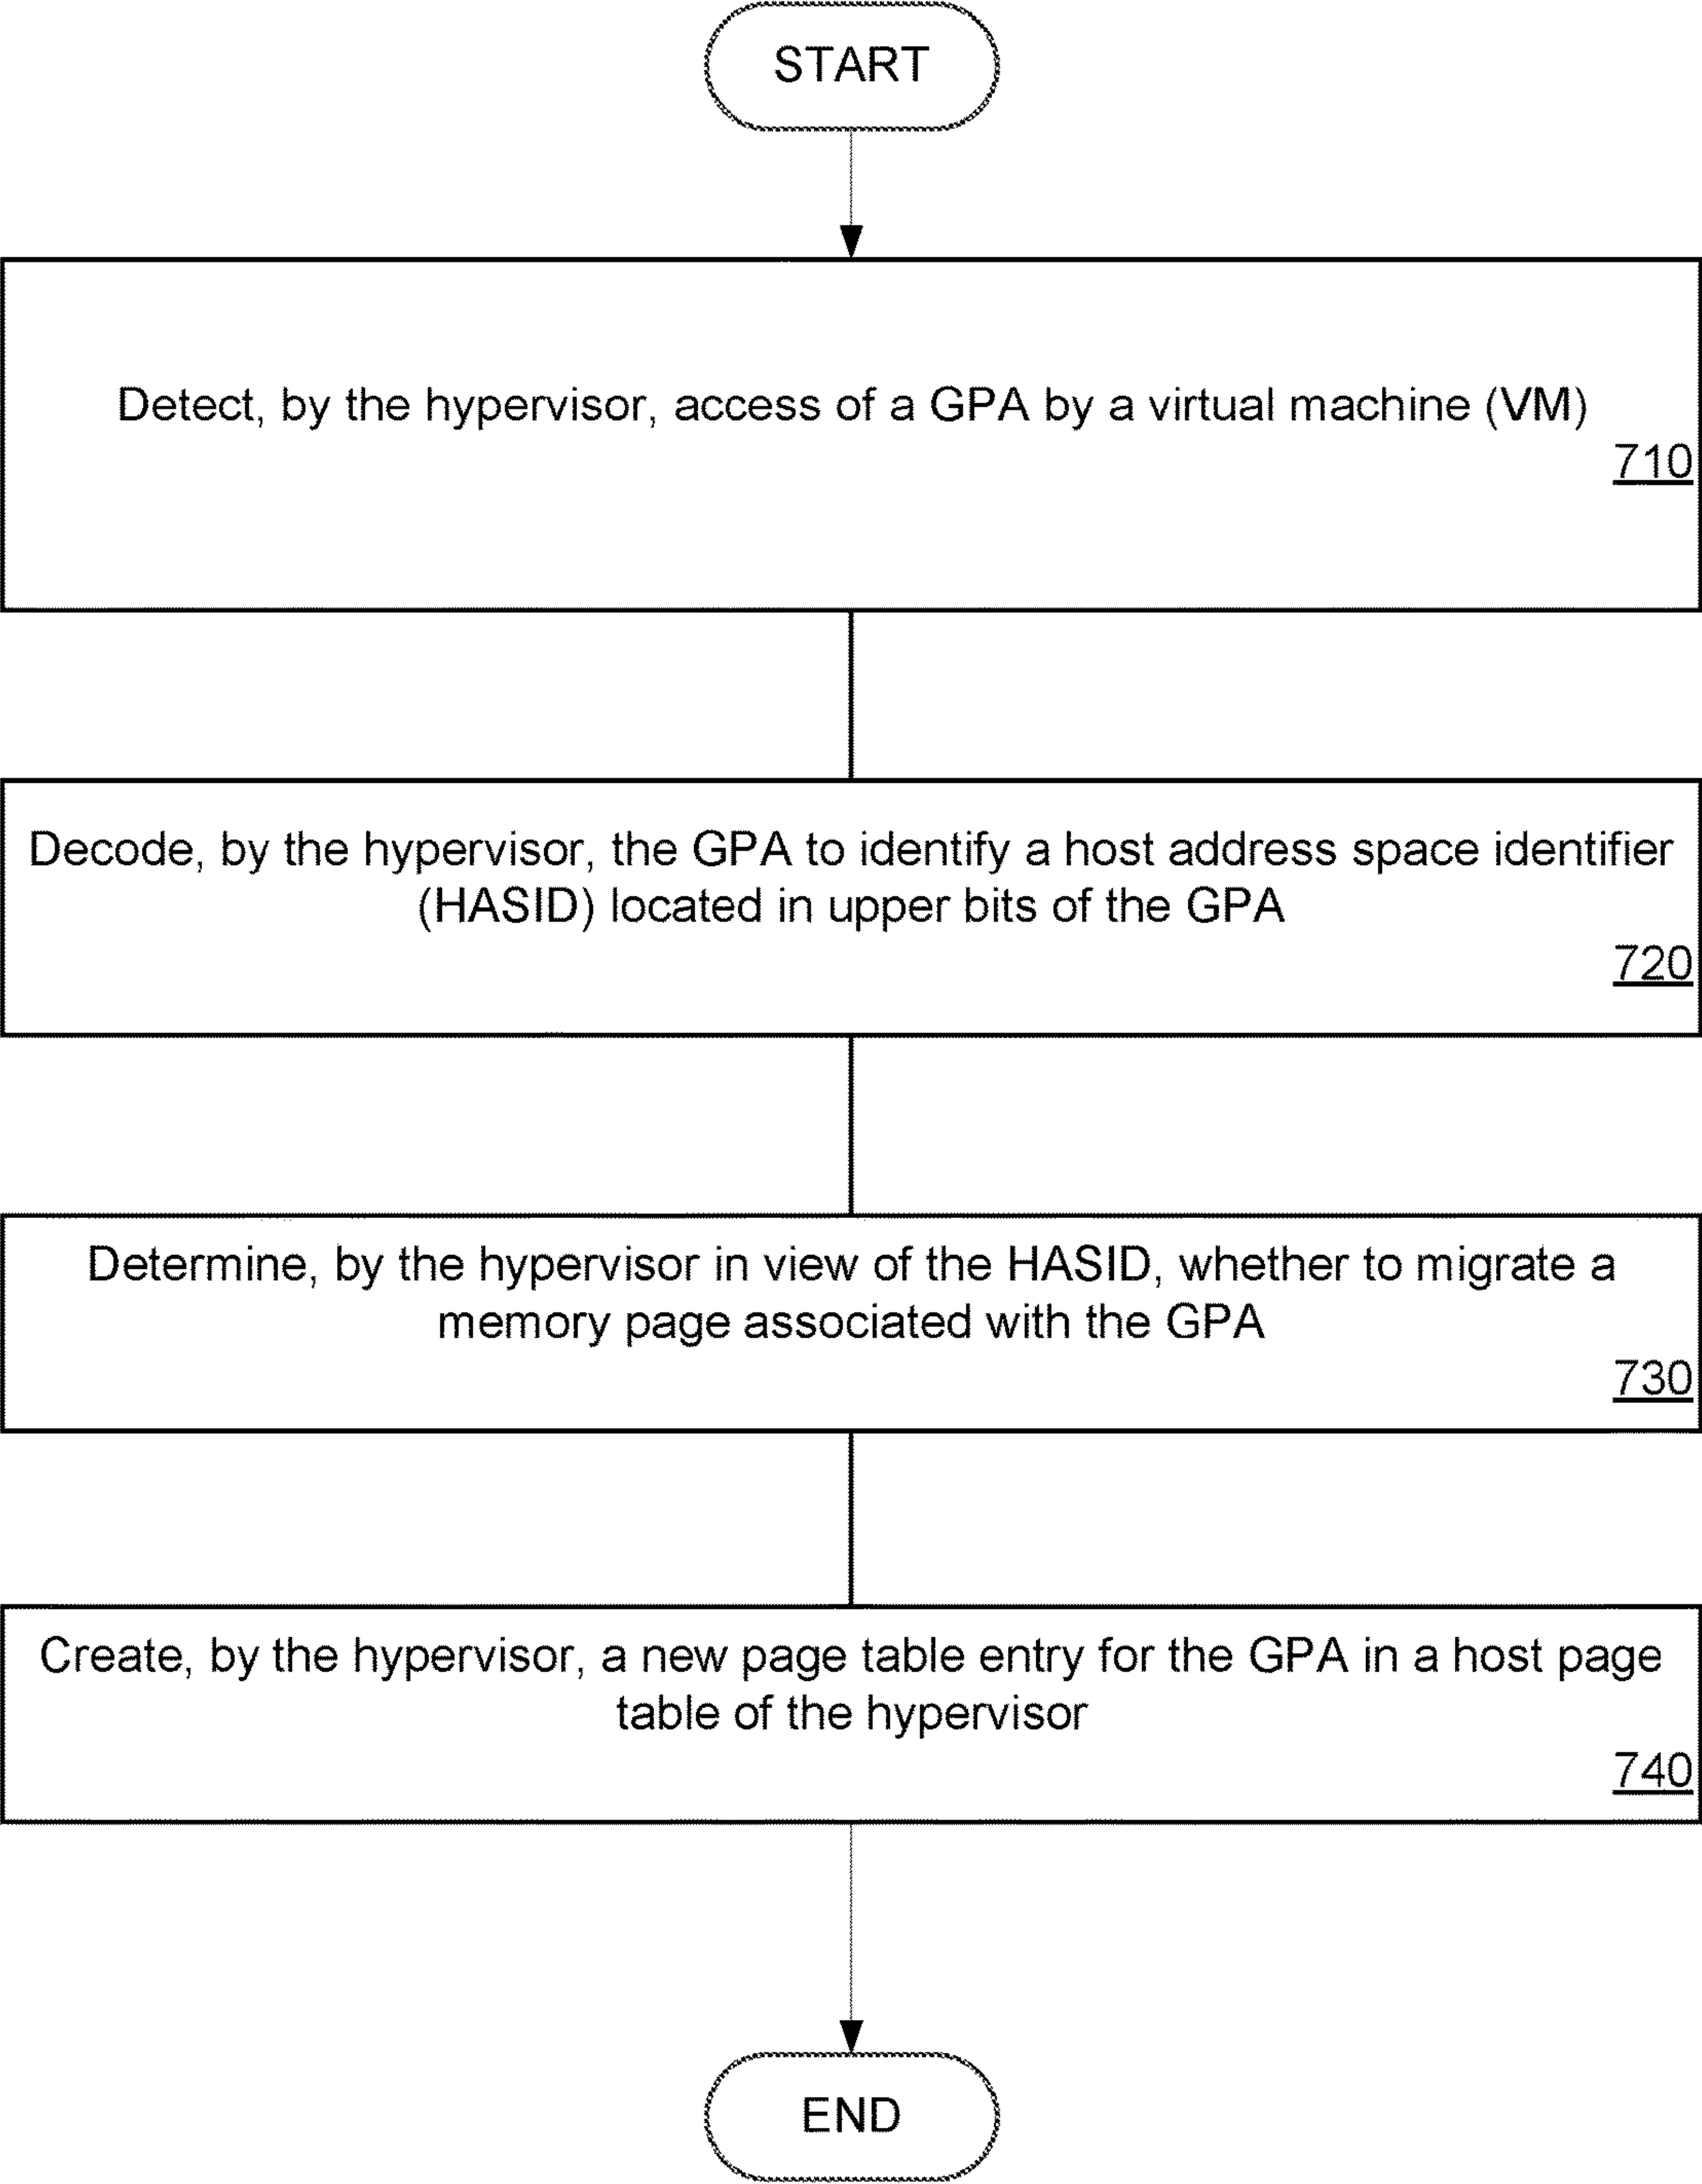 START
Detect, by the hypervisor, access of a GPA by a virtual machine (VM)
710
Decode, by the hypervisor, the GPA to identify a host address space identifier
(HASID) located in upper bits of the GPA
720
Determine, by the hypervisor in view of the HASID, whether to migrate a
memory page associated with the GPA
730
Create, by the hypervisor, a new page table entry for the GPA in a host page
table of the hypervisor
740
END